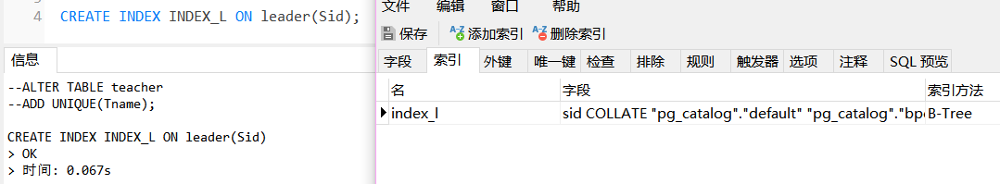 4 CREATE INDEX INDEX_L ON leader(Sid);
信息
--ALTER TABLE teacher
--ADD UNIQUE(Tname);
CREATE INDEX INDEX_L ON leader(Sid)
> OK
> 时间: 0.067s
文件 编辑 窗口 帮助
保存 添加索引 删除索引
字段 索引 外键 唯一键 检查 排除 规则 触发器 选项 注释 SQL 预览
名 字段 索引方法
index_l sid COLLATE "pg_catalog"."default" "pg_catalog"."bp B-Tree